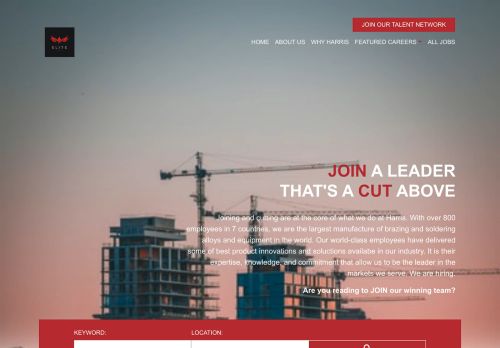 JOIN OUR TALENT NETWORK
ELITE
HOME ABOUT US WHY HARRIS FEATURED CAREERS ALL JOBS
JOIN A LEADER
THAT'S A CUT ABOVE
Joining and cutting are at the core of what we do at Harris. With over 800
employees in 7 countries, we are the largest manufacture of brazing and soldering
alloys and equipment in the world. Our world-class employees have delivered
some of best product innovations and soluctions availabe in our industry. It is their
expertise, knowledge, and commitment that allow us to be the leader in the
markets we serve. We are hiring.
Are you reading to JOIN our winning team?
KEYWORD: LOCATION: